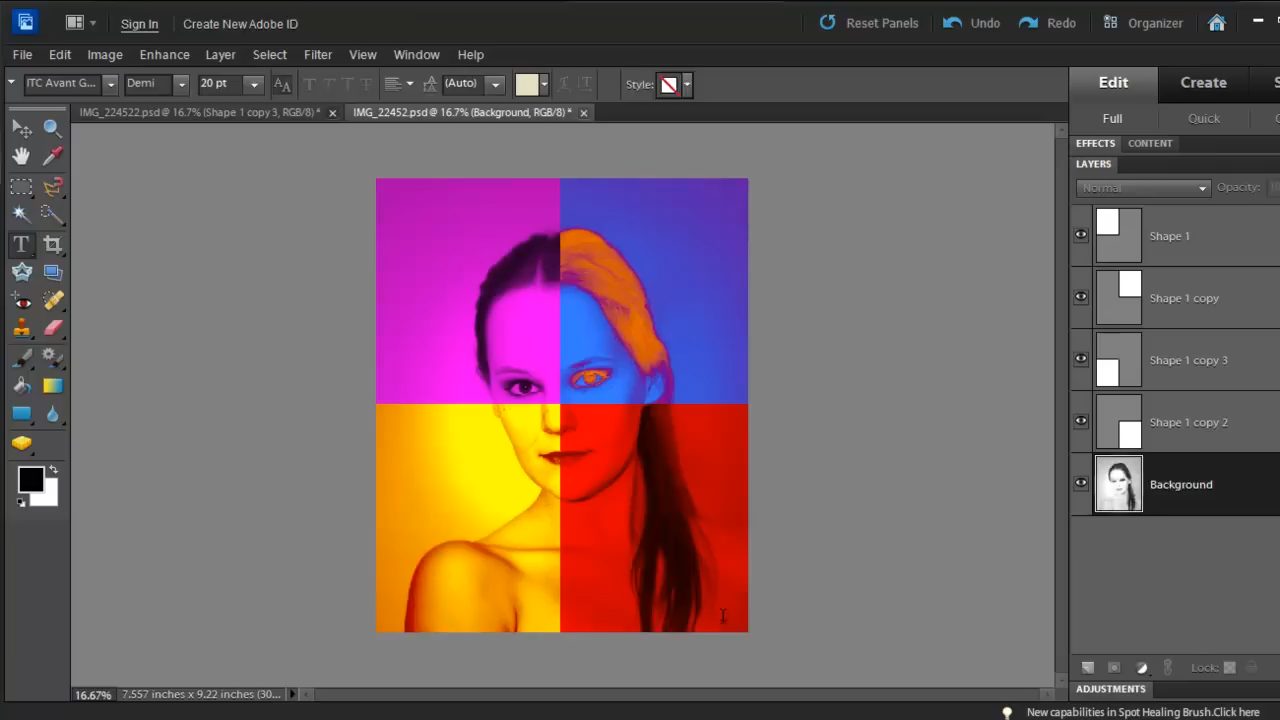 Sign In Create New Adobe ID Reset Panels Undo Redo Organizer
File Edit Image Enhance Layer Select Filter View Window Help
ITC Avant G... Demi 20 pt (Auto) Style: Edit Create
IMG_224522.psd @ 16.7% (Shape 1 copy 3, RGB/8) * IMG_22452.psd @ 16.7% (Background, RGB/8) *
Full Quick
EFFECTS CONTENT
LAYERS
Normal Opacity:
Shape 1
Shape 1 copy
Shape 1 copy 3
Shape 1 copy 2
Background
Lock:
16.67% 7.557 inches x 9.22 inches (30... ADJUSTMENTS
New capabilities in Spot Healing Brush.Click here